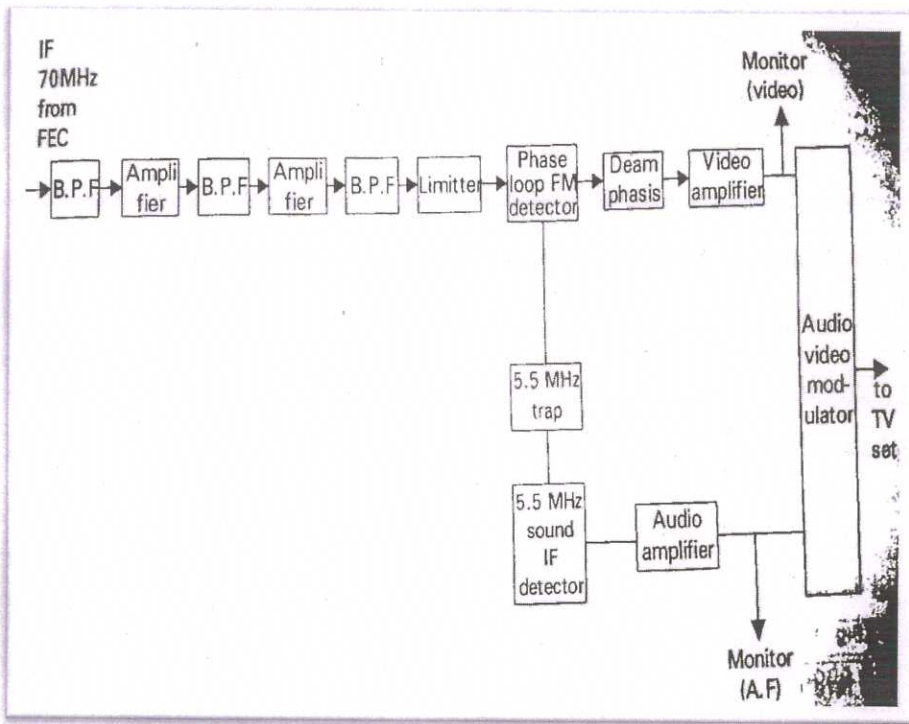 IF
70MHz
from
FEC
B.P.F
Ampli
fier
B.P.F
Ampli
fier
B.P.F
Limitter
Phase
loop FM
detector
Deam
phasis
Video
amplifier
Monitor
(video)
Audio
video
mod-
ulator
to
TV
set
5.5 MHz
trap
5.5 MHz
sound
IF
detector
Audio
amplifier
Monitor
(A.F)